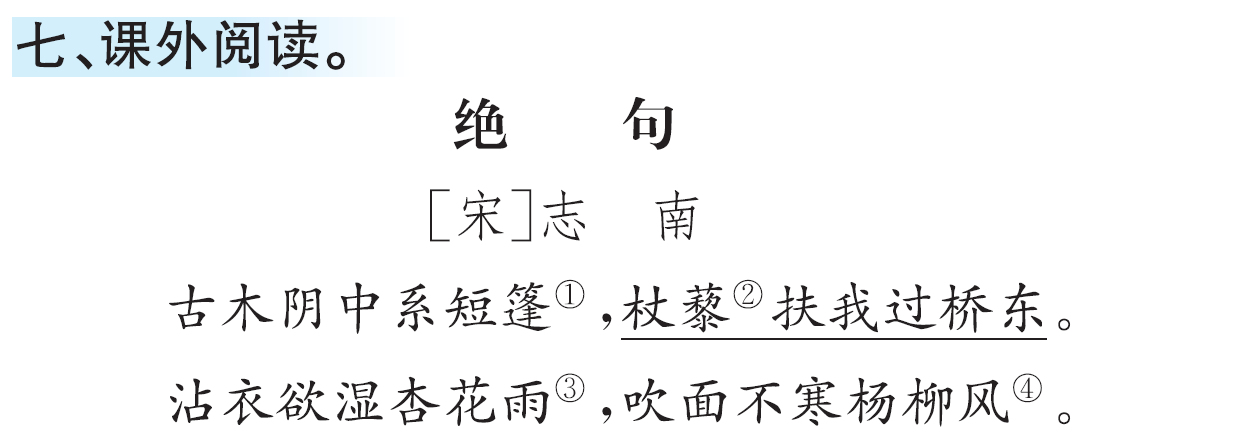 七、课外阅读。
绝 句
[宋]志 南
古木阴中系短篷①,杖藜②扶我过桥东。
沾衣欲湿杏花雨③,吹面不寒杨柳风④。